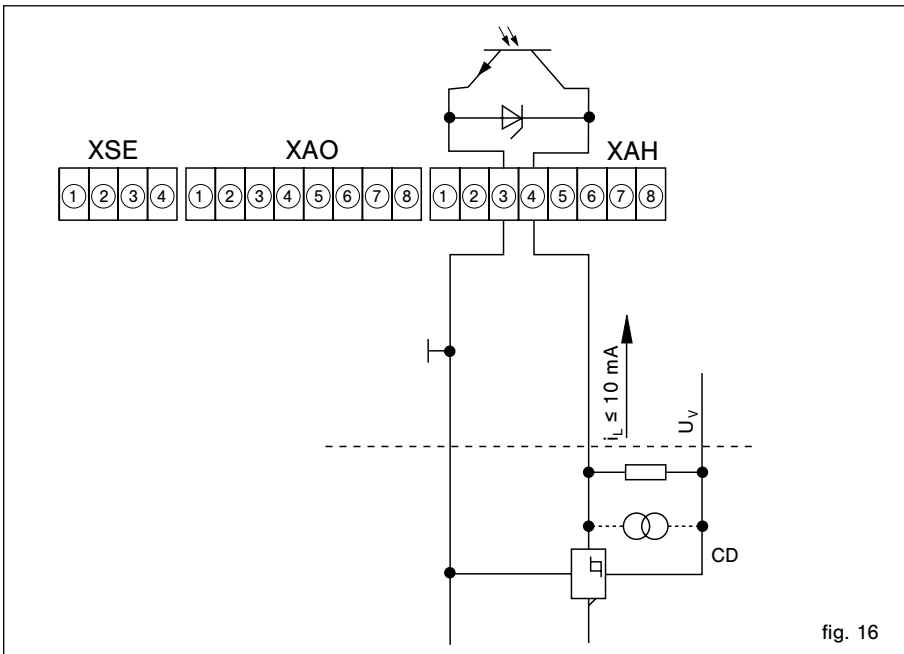 XSE XAO XAH
① ② ③ ④ ① ② ③ ④ ⑤ ⑥ ⑦ ⑧ ① ② ③ ④ ⑤ ⑥ ⑦ ⑧
i_L ≤ 10 mA
U_V
CD
fig. 16